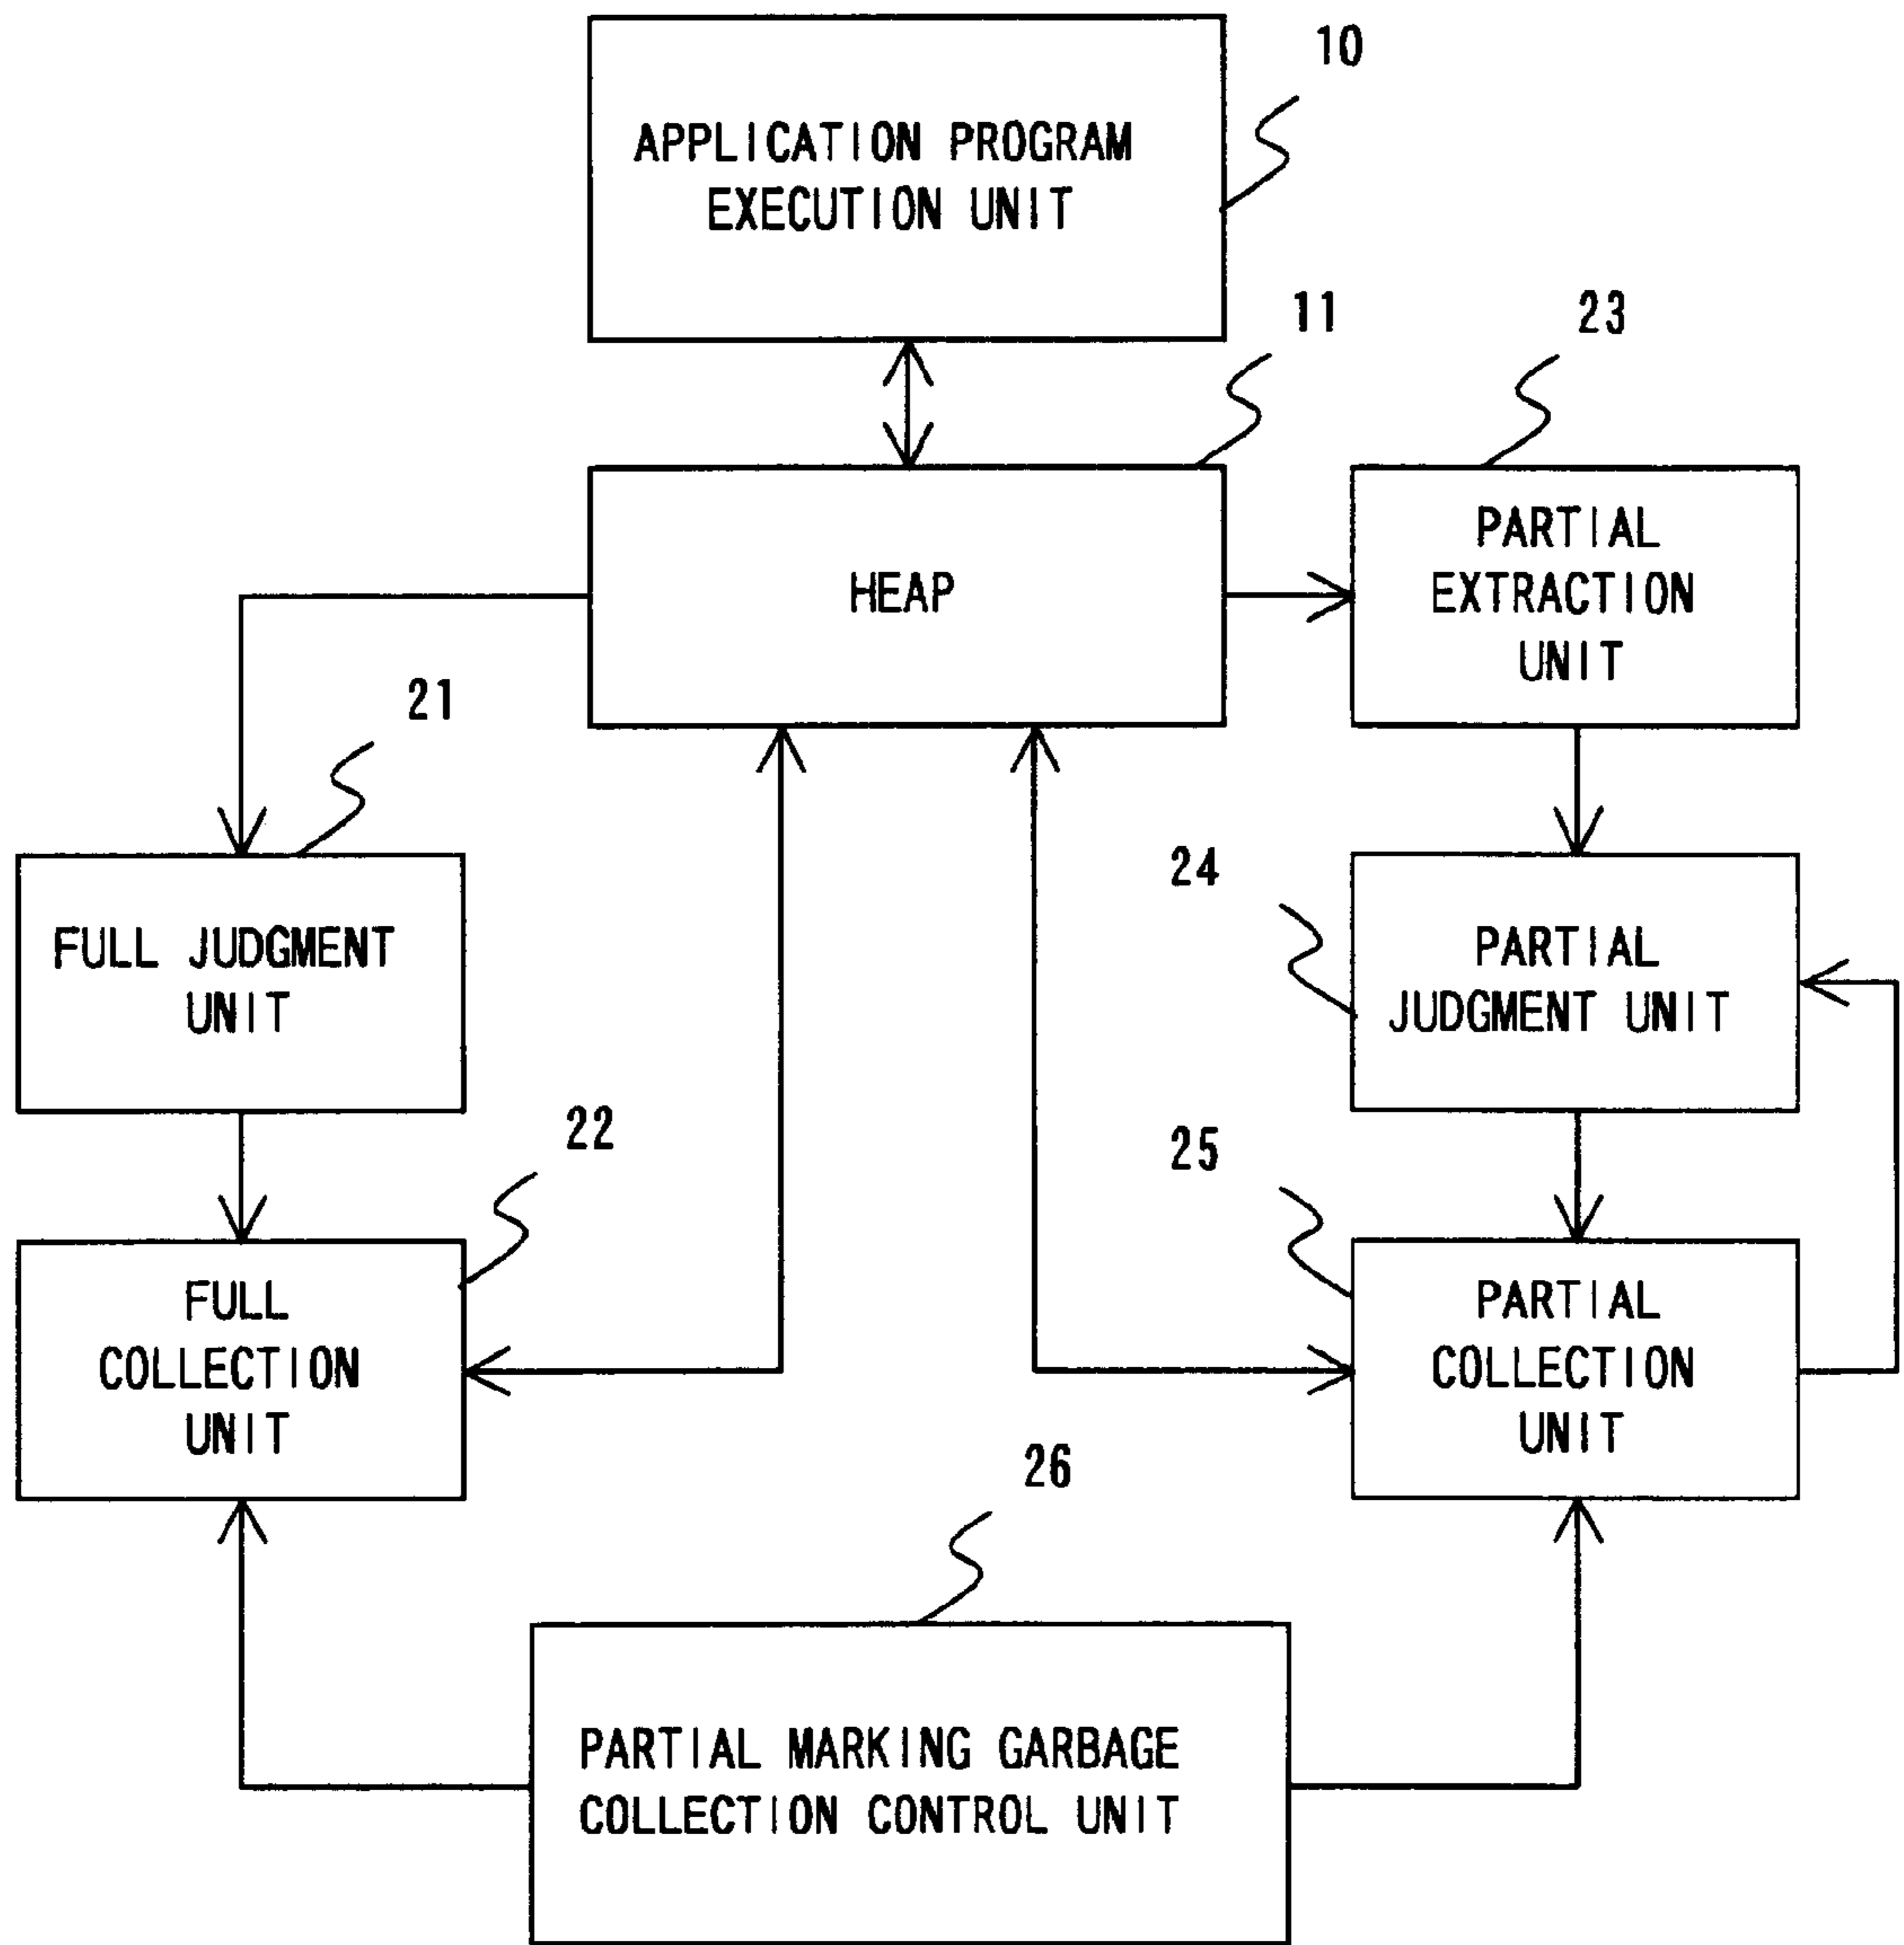 10
APPLICATION PROGRAM
EXECUTION UNIT
11
23
HEAP
PARTIAL
EXTRACTION
UNIT
21
24
FULL JUDGMENT
UNIT
PARTIAL
JUDGMENT UNIT
22
25
FULL
COLLECTION
UNIT
PARTIAL
COLLECTION
UNIT
26
PARTIAL MARKING GARBAGE
COLLECTION CONTROL UNIT